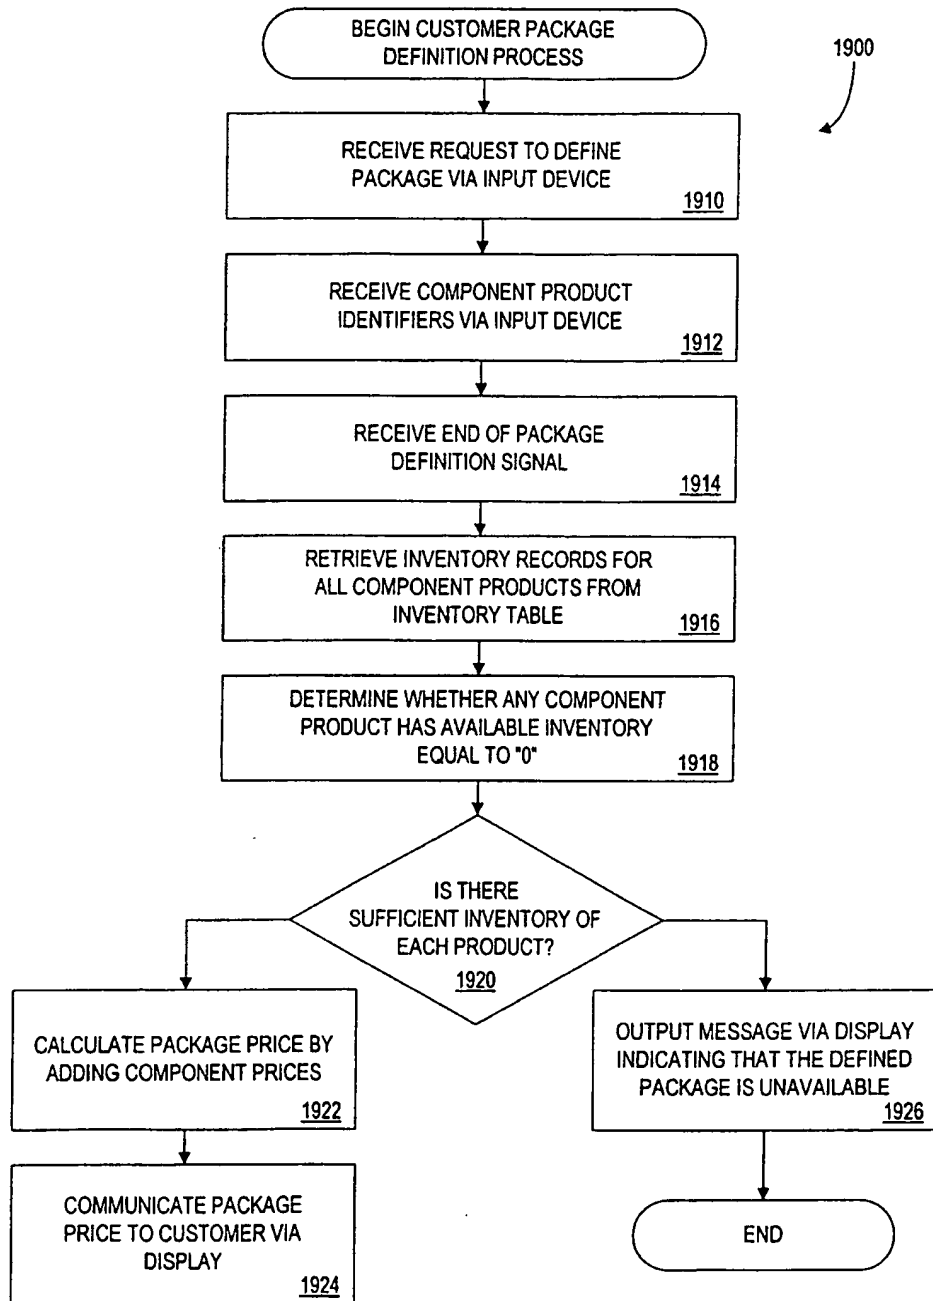 BEGIN CUSTOMER PACKAGE
DEFINITION PROCESS
1900
RECEIVE REQUEST TO DEFINE
PACKAGE VIA INPUT DEVICE
1910
RECEIVE COMPONENT PRODUCT
IDENTIFIERS VIA INPUT DEVICE
1912
RECEIVE END OF PACKAGE
DEFINITION SIGNAL
1914
RETRIEVE INVENTORY RECORDS FOR
ALL COMPONENT PRODUCTS FROM
INVENTORY TABLE
1916
DETERMINE WHETHER ANY COMPONENT
PRODUCT HAS AVAILABLE INVENTORY
EQUAL TO "0"
1918
IS THERE
SUFFICIENT INVENTORY OF
EACH PRODUCT?
1920
CALCULATE PACKAGE PRICE BY
ADDING COMPONENT PRICES
1922
COMMUNICATE PACKAGE
PRICE TO CUSTOMER VIA
DISPLAY
1924
OUTPUT MESSAGE VIA DISPLAY
INDICATING THAT THE DEFINED
PACKAGE IS UNAVAILABLE
1926
END